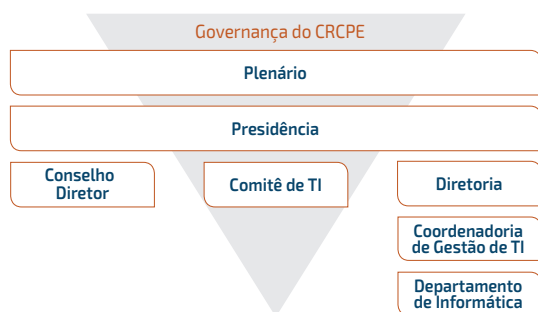 Governança do CRCPE
Plenário
Presidência
Conselho
Diretor
Comitê de TI
Diretoria
Coordenadoria
de Gestão de TI
Departamento
de Informática